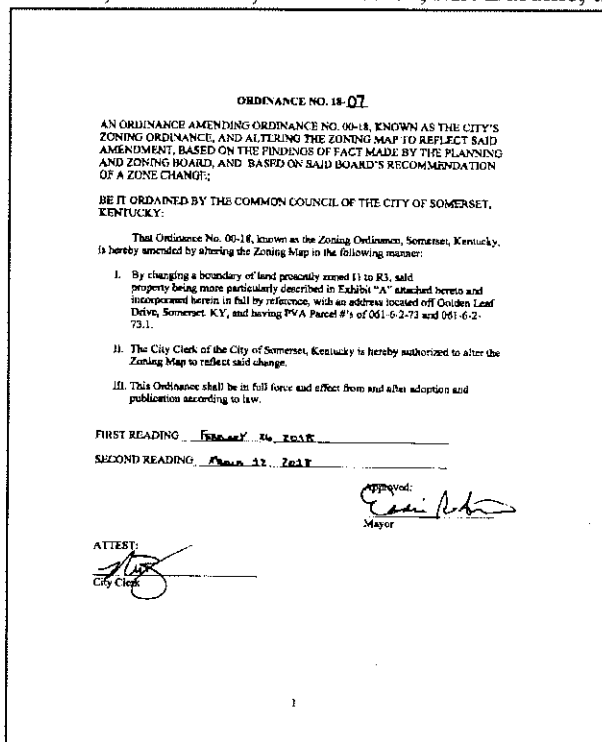 ORDINANCE NO. 18-07
AN ORDINANCE AMENDING ORDINANCE NO. 00-18, KNOWN AS THE CITY'S
ZONING ORDINANCE, AND ALTERING THE ZONING MAP TO REFLECT SAID
AMENDMENT, BASED ON THE FINDINGS OF FACT MADE BY THE PLANNING
AND ZONING BOARD, AND BASED ON SAID BOARD'S RECOMMENDATION
OF A ZONE CHANGE;
BE IT ORDAINED BY THE COMMON COUNCIL OF THE CITY OF SOMERSET,
KENTUCKY:
That Ordinance No. 00-18, known as the Zoning Ordinance, Somerset, Kentucky,
is hereby amended by altering the Zoning Map in the following manner:
I. By changing a boundary of land presently zoned I1 to R3, said
property being more particularly described in Exhibit "A" attached hereto and
incorporated herein in full by reference, with an address located off Golden Leaf
Drive, Somerset, KY, and having PVA Parcel #'s of 061-6-2-73 and 061-6-2-
73.1.
II. The City Clerk of the City of Somerset, Kentucky is hereby authorized to alter the
Zoning Map to reflect said change.
III. This Ordinance shall be in full force and effect from and after adoption and
publication according to law.
FIRST READING February 26, 2018
SECOND READING March 12, 2018
Approved:
Mayor
ATTEST:
City Clerk
1